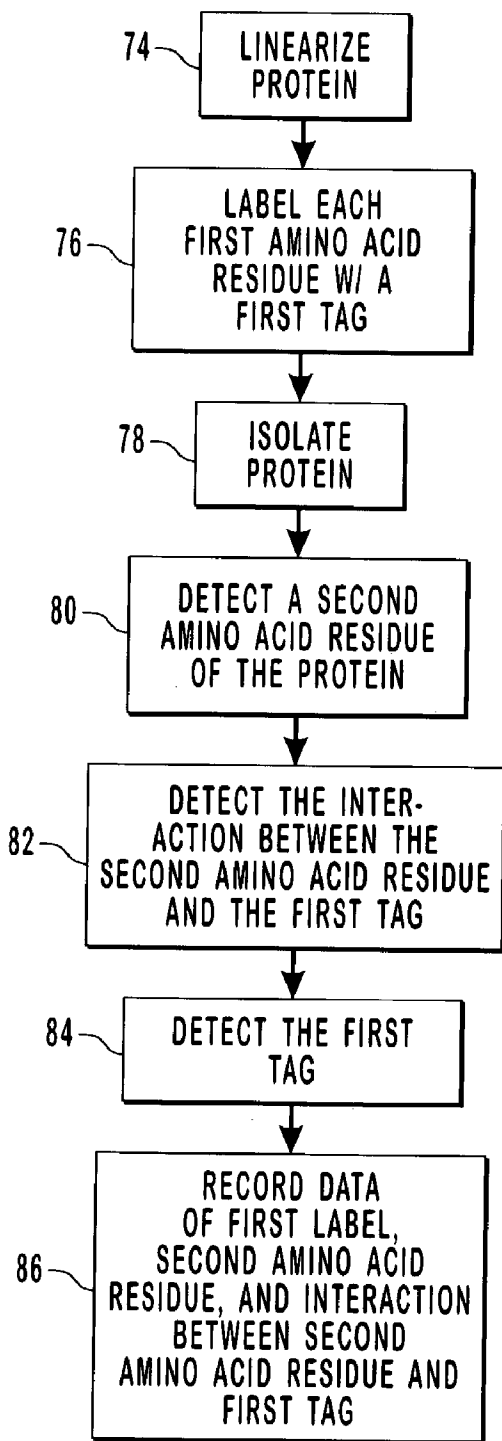 74
LINEARIZE
PROTEIN
76
LABEL EACH
FIRST AMINO ACID
RESIDUE W/ A
FIRST TAG
78
ISOLATE
PROTEIN
80
DETECT A SECOND
AMINO ACID RESIDUE
OF THE PROTEIN
82
DETECT THE INTER-
ACTION BETWEEN THE
SECOND AMINO ACID RESIDUE
AND THE FIRST TAG
84
DETECT THE FIRST
TAG
86
RECORD DATA
OF FIRST LABEL,
SECOND AMINO ACID
RESIDUE, AND INTERACTION
BETWEEN SECOND
AMINO ACID RESIDUE AND
FIRST TAG